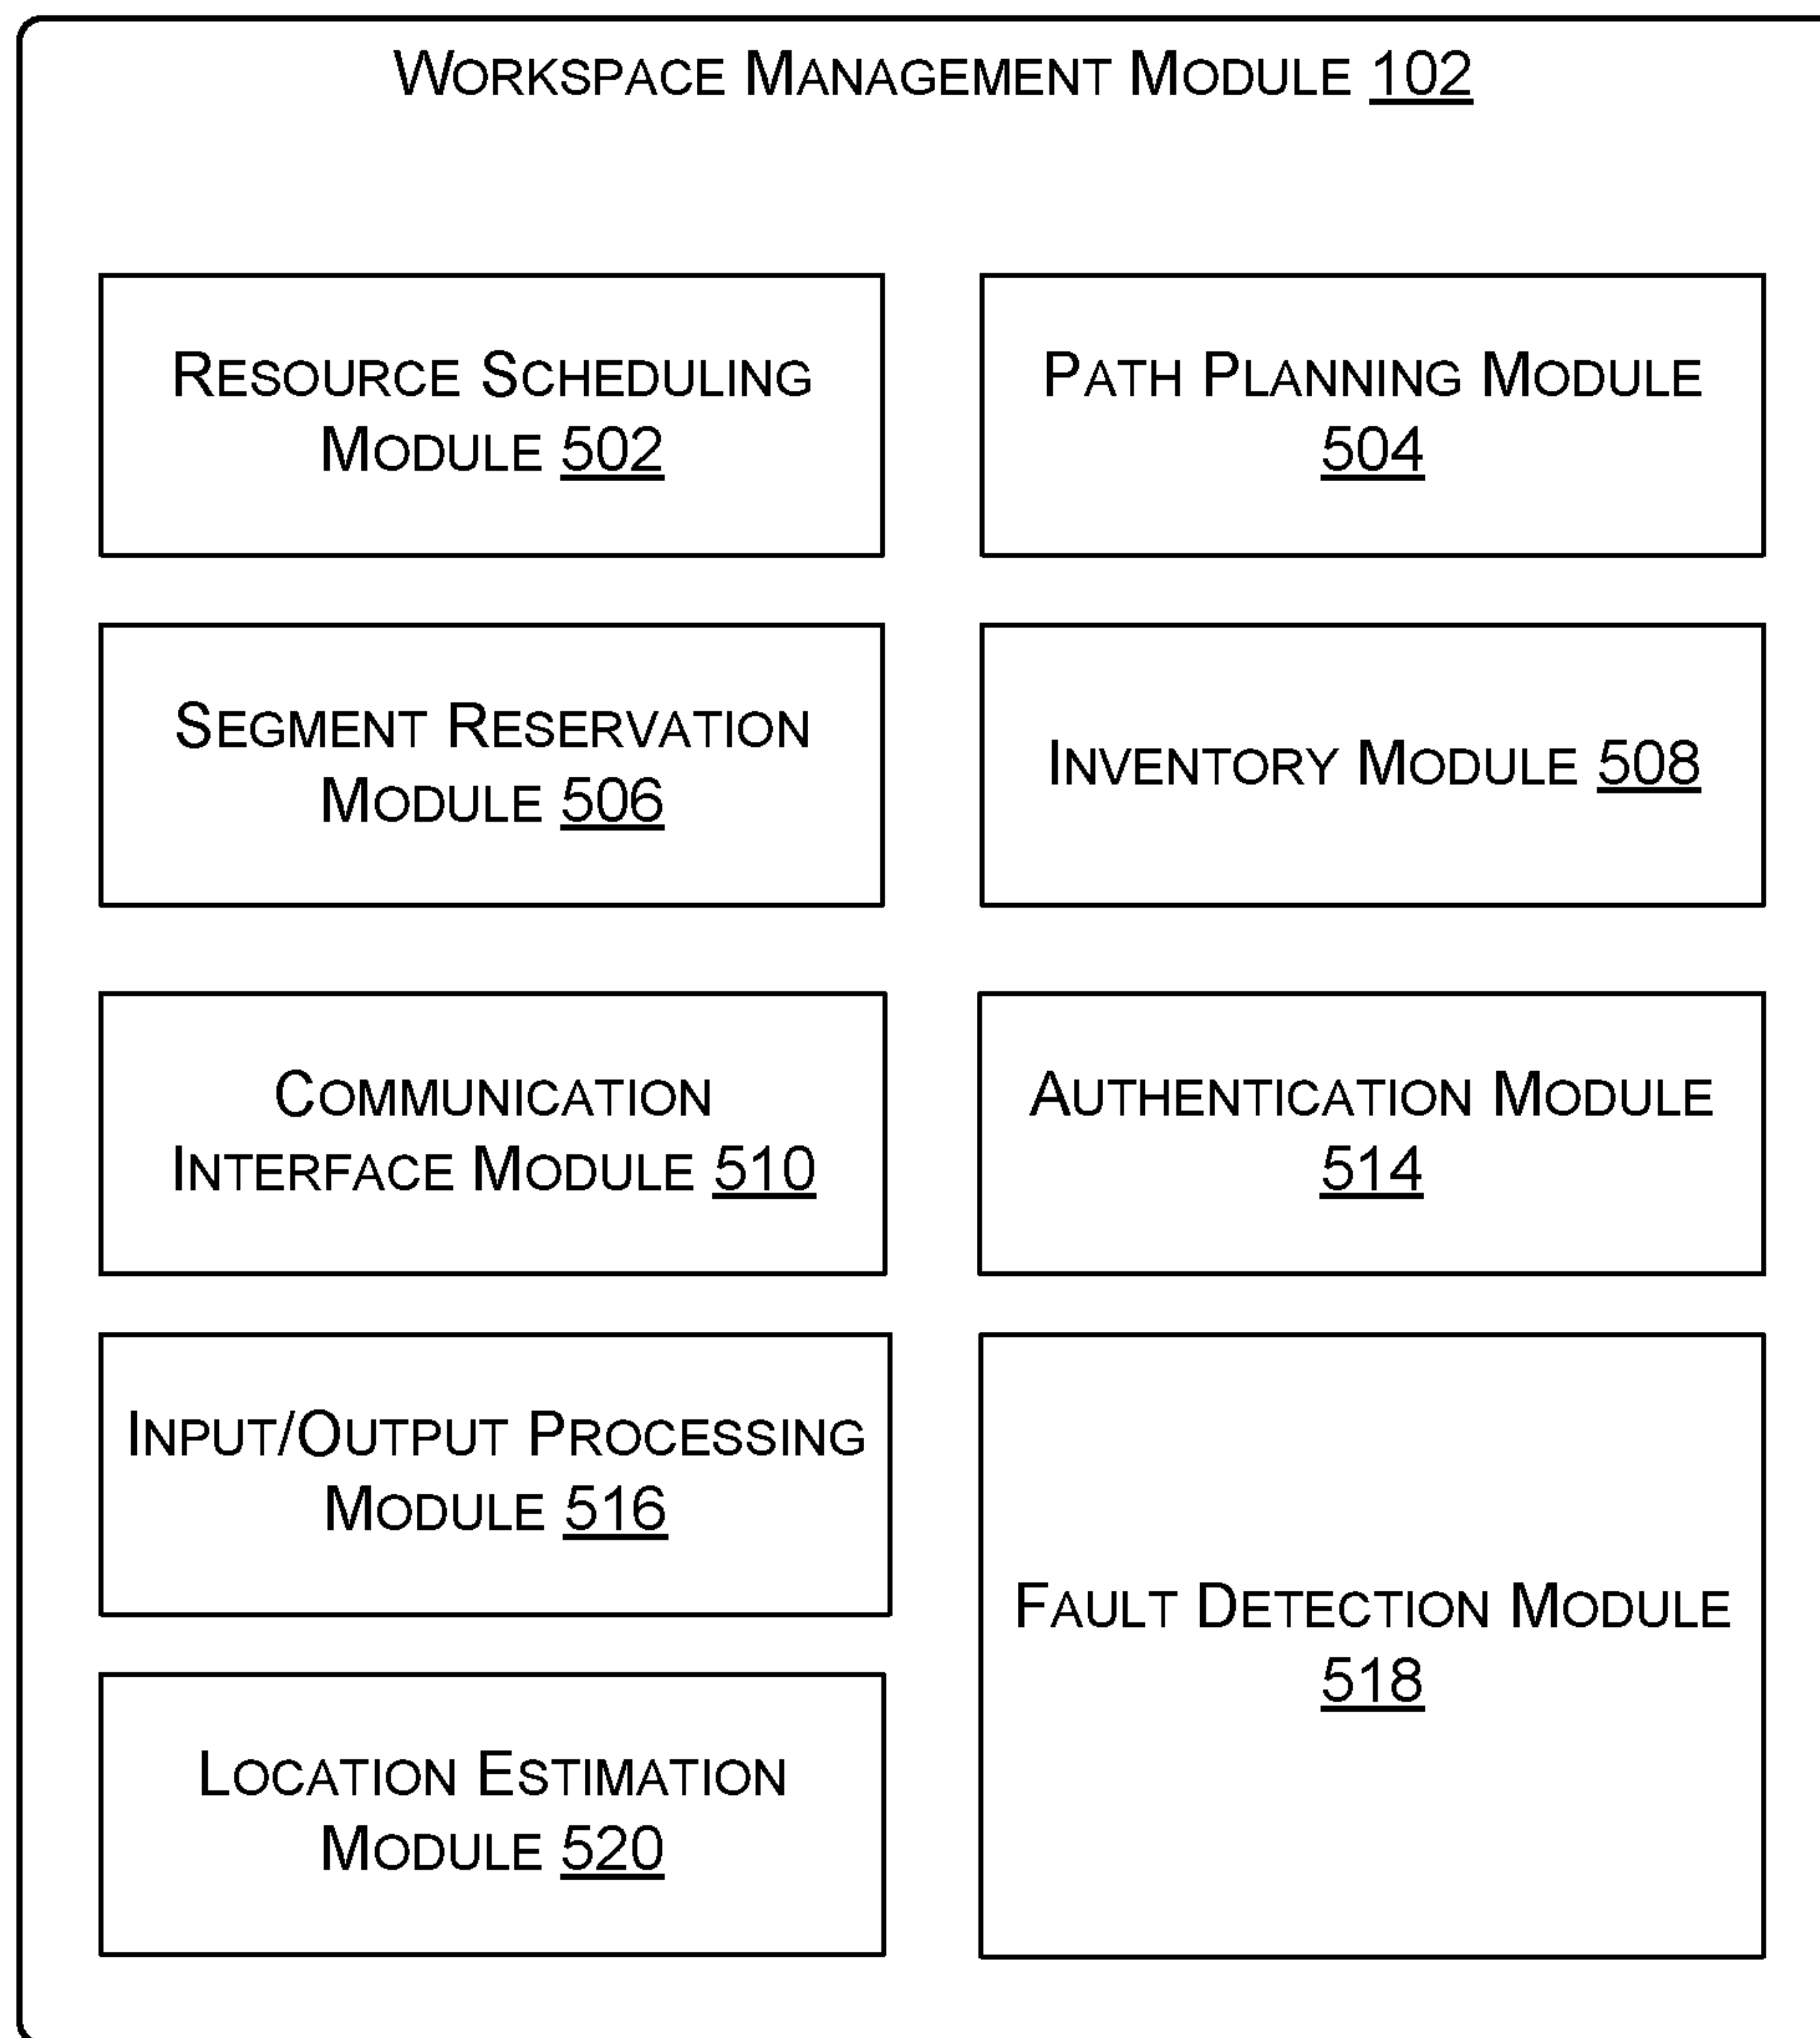 WORKSPACE MANAGEMENT MODULE 102
RESOURCE SCHEDULING
MODULE 502
PATH PLANNING MODULE
504
SEGMENT RESERVATION
MODULE 506
INVENTORY MODULE 508
COMMUNICATION
INTERFACE MODULE 510
AUTHENTICATION MODULE
514
INPUT/OUTPUT PROCESSING
MODULE 516
FAULT DETECTION MODULE
518
LOCATION ESTIMATION
MODULE 520